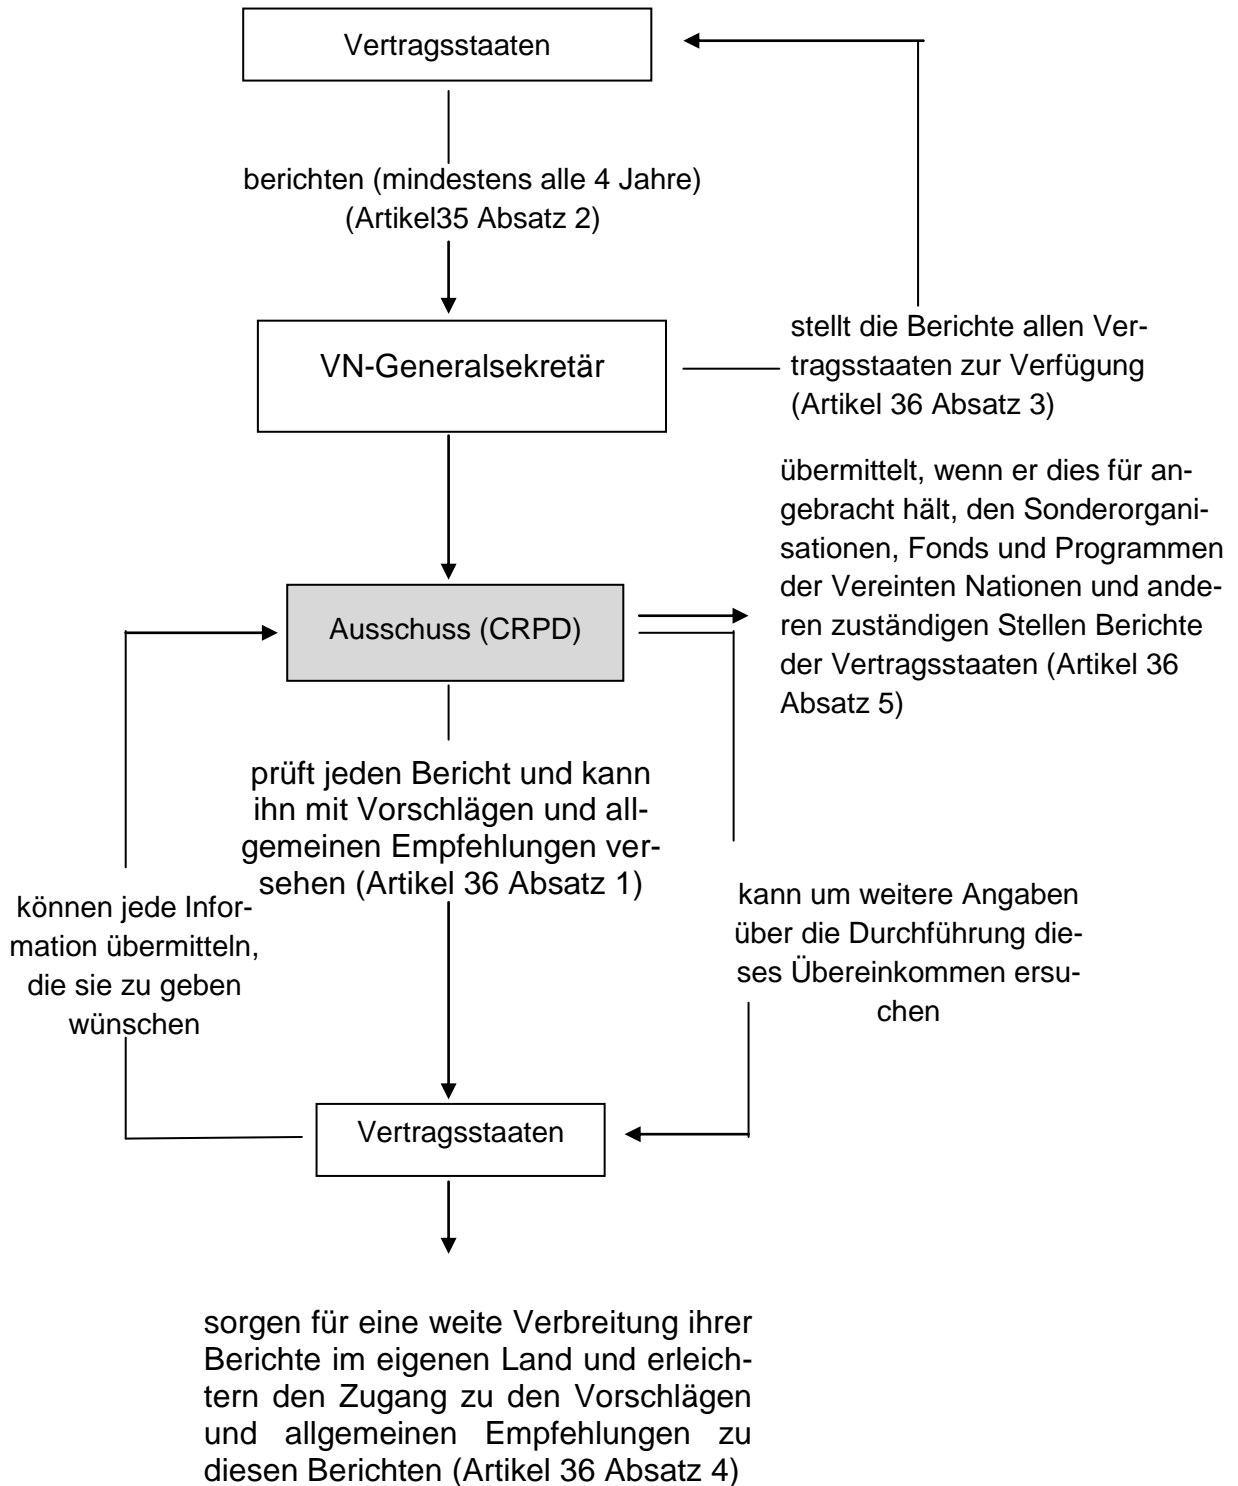 Vertragsstaaten
berichten (mindestens alle 4 Jahre)
(Artikel35 Absatz 2)
VN-Generalsekretär
stellt die Berichte allen Ver-
tragsstaaten zur Verfügung
(Artikel 36 Absatz 3)
übermittelt, wenn er dies für an-
gebracht hält, den Sonderorgani-
sationen, Fonds und Programmen
der Vereinten Nationen und ande-
ren zuständigen Stellen Berichte
der Vertragsstaaten (Artikel 36
Absatz 5)
Ausschuss (CRPD)
prüft jeden Bericht und kann
ihn mit Vorschlägen und all-
gemeinen Empfehlungen ver-
sehen (Artikel 36 Absatz 1)
können jede Infor-
mation übermitteln,
die sie zu geben
wünschen
kann um weitere Angaben
über die Durchführung die-
ses Übereinkommen ersu-
chen
Vertragsstaaten
sorgen für eine weite Verbreitung ihrer
Berichte im eigenen Land und erleich-
tern den Zugang zu den Vorschlägen
und allgemeinen Empfehlungen zu
diesen Berichten (Artikel 36 Absatz 4)